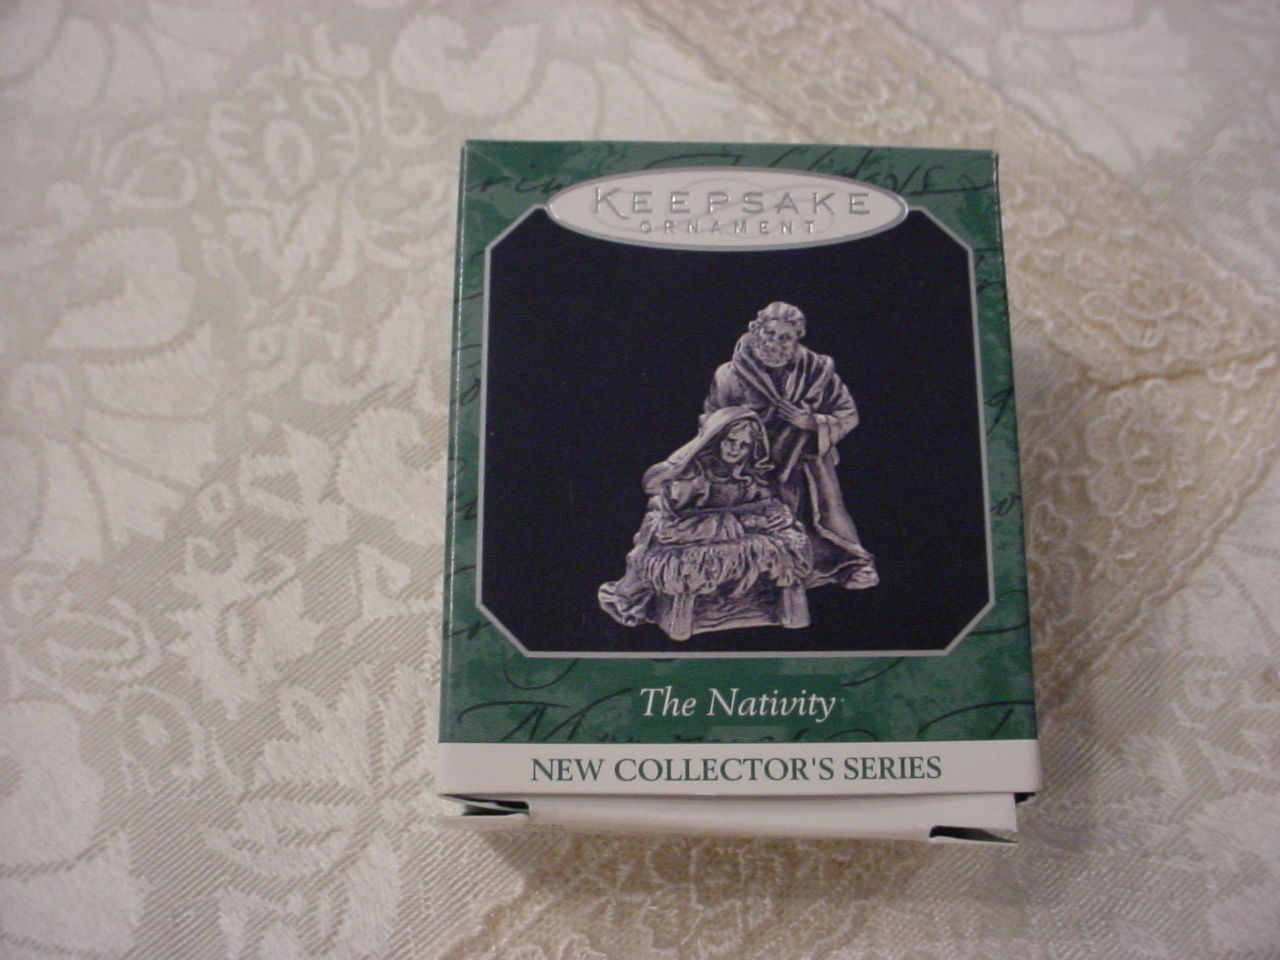 KEEPSAKE
ORNAMENT
The Nativity
NEW COLLECTOR'S SERIES